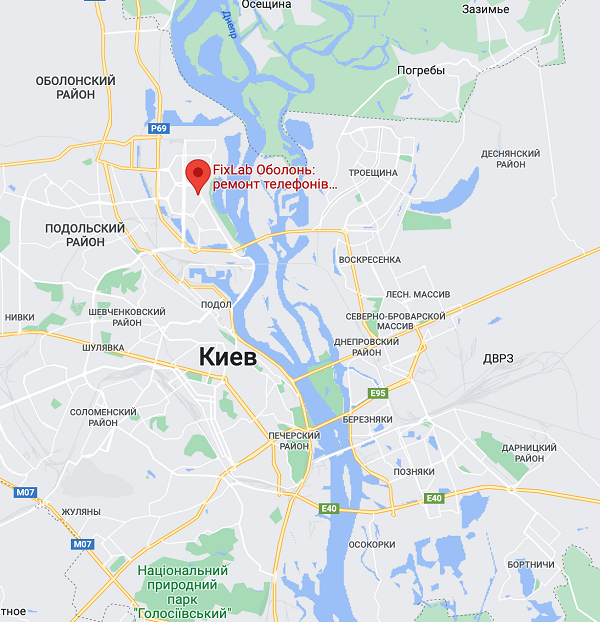 Осещина
Зазимье
Днепр
Погребы
ОБОЛОНСКИЙ
РАЙОН
P69
ДЕСНЯНСКИЙ
РАЙОН
FixLab Оболонь:
ремонт телефонів...
ТРОЕЩИНА
ПОДОЛЬСКИЙ
РАЙОН
ВОСКРЕСЕНКА
ЛЕСН. МАССИВ
ПОДОЛ
НИВКИ
ШЕВЧЕНКОВСКИЙ
РАЙОН
СЕВЕРНО-БРОВАРСКОЙ
МАССИВ
ШУЛЯВКА
ДНЕПРОВСКИЙ
РАЙОН
Киев
ДВРЗ
E95
СОЛОМЕНСКИЙ
РАЙОН
БЕРЕЗНЯКИ
ПЕЧЕРСКИЙ
РАЙОН
ДАРНИЦКИЙ
РАЙОН
ПОЗНЯКИ
M07
E40
E40
ЖУЛЯНЫ
M07
ОСОКОРКИ
БОРТНИЧИ
Національний
природний
парк
"Голосіївський"
тное